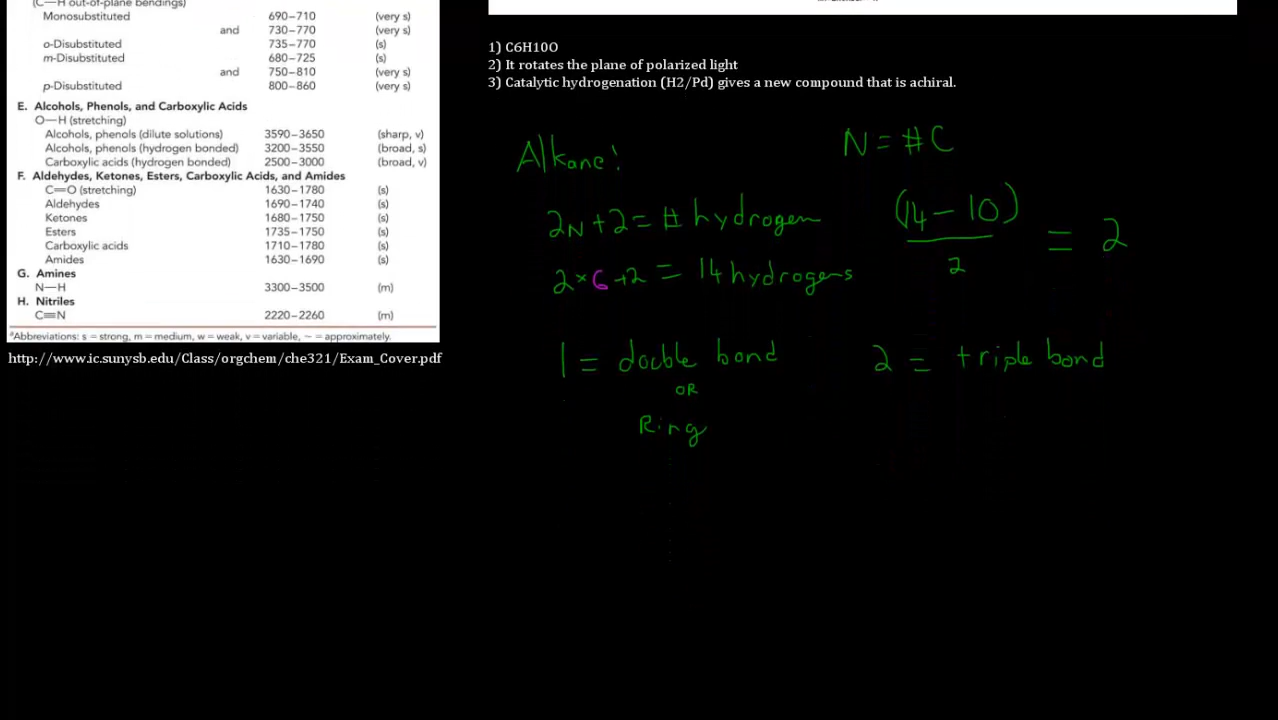 (C—H out-of-plane bendings)
Monosubstituted 690–710 (very s)
and 730–770 (very s)
o-Disubstituted 735–770 (s)
m-Disubstituted 680–725 (s)
and 750–810 (very s)
p-Disubstituted 800–860 (very s)
E. Alcohols, Phenols, and Carboxylic Acids
O—H (stretching)
Alcohols, phenols (dilute solutions) 3590–3650 (sharp, v)
Alcohols, phenols (hydrogen bonded) 3200–3550 (broad, s)
Carboxylic acids (hydrogen bonded) 2500–3000 (broad, v)
F. Aldehydes, Ketones, Esters, Carboxylic Acids, and Amides
C=O (stretching) 1630–1780 (s)
Aldehydes 1690–1740 (s)
Ketones 1680–1750 (s)
Esters 1735–1750 (s)
Carboxylic acids 1710–1780 (s)
Amides 1630–1690 (s)
G. Amines
N—H 3300–3500 (m)
H. Nitriles
C≡N 2220–2260 (m)
ᵃAbbreviations: s = strong, m = medium, w = weak, v = variable, ~ = approximately.
http://www.ic.sunysb.edu/Class/orgchem/che321/Exam_Cover.pdf
1) C6H10O
2) It rotates the plane of polarized light
3) Catalytic hydrogenation (H2/Pd) gives a new compound that is achiral.
Alkane:
N = #C
2N+2 = # hydrogen
2×6+2 = 14 hydrogens
(14 – 10)
2
= 2
1 = double bond
OR
Ring
2 = triple bond